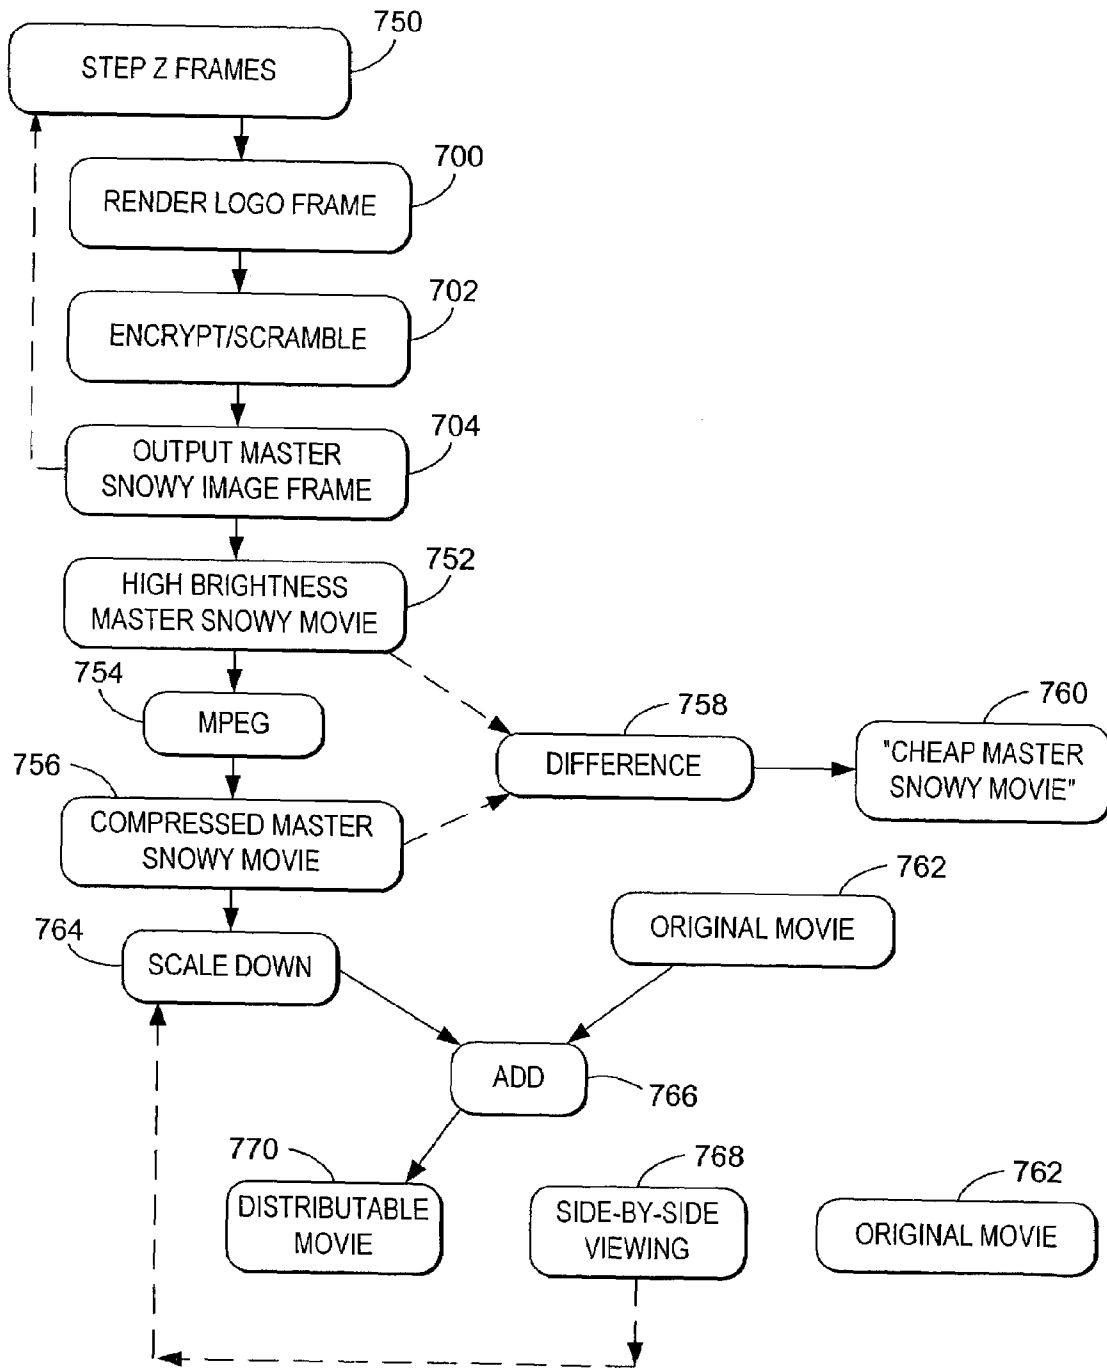 750
STEP Z FRAMES
700
RENDER LOGO FRAME
702
ENCRYPT/SCRAMBLE
704
OUTPUT MASTER
SNOWY IMAGE FRAME
752
HIGH BRIGHTNESS
MASTER SNOWY MOVIE
754
MPEG
758
DIFFERENCE
760
"CHEAP MASTER
SNOWY MOVIE"
756
COMPRESSED MASTER
SNOWY MOVIE
762
ORIGINAL MOVIE
764
SCALE DOWN
ADD
766
770
DISTRIBUTABLE
MOVIE
768
SIDE-BY-SIDE
VIEWING
762
ORIGINAL MOVIE